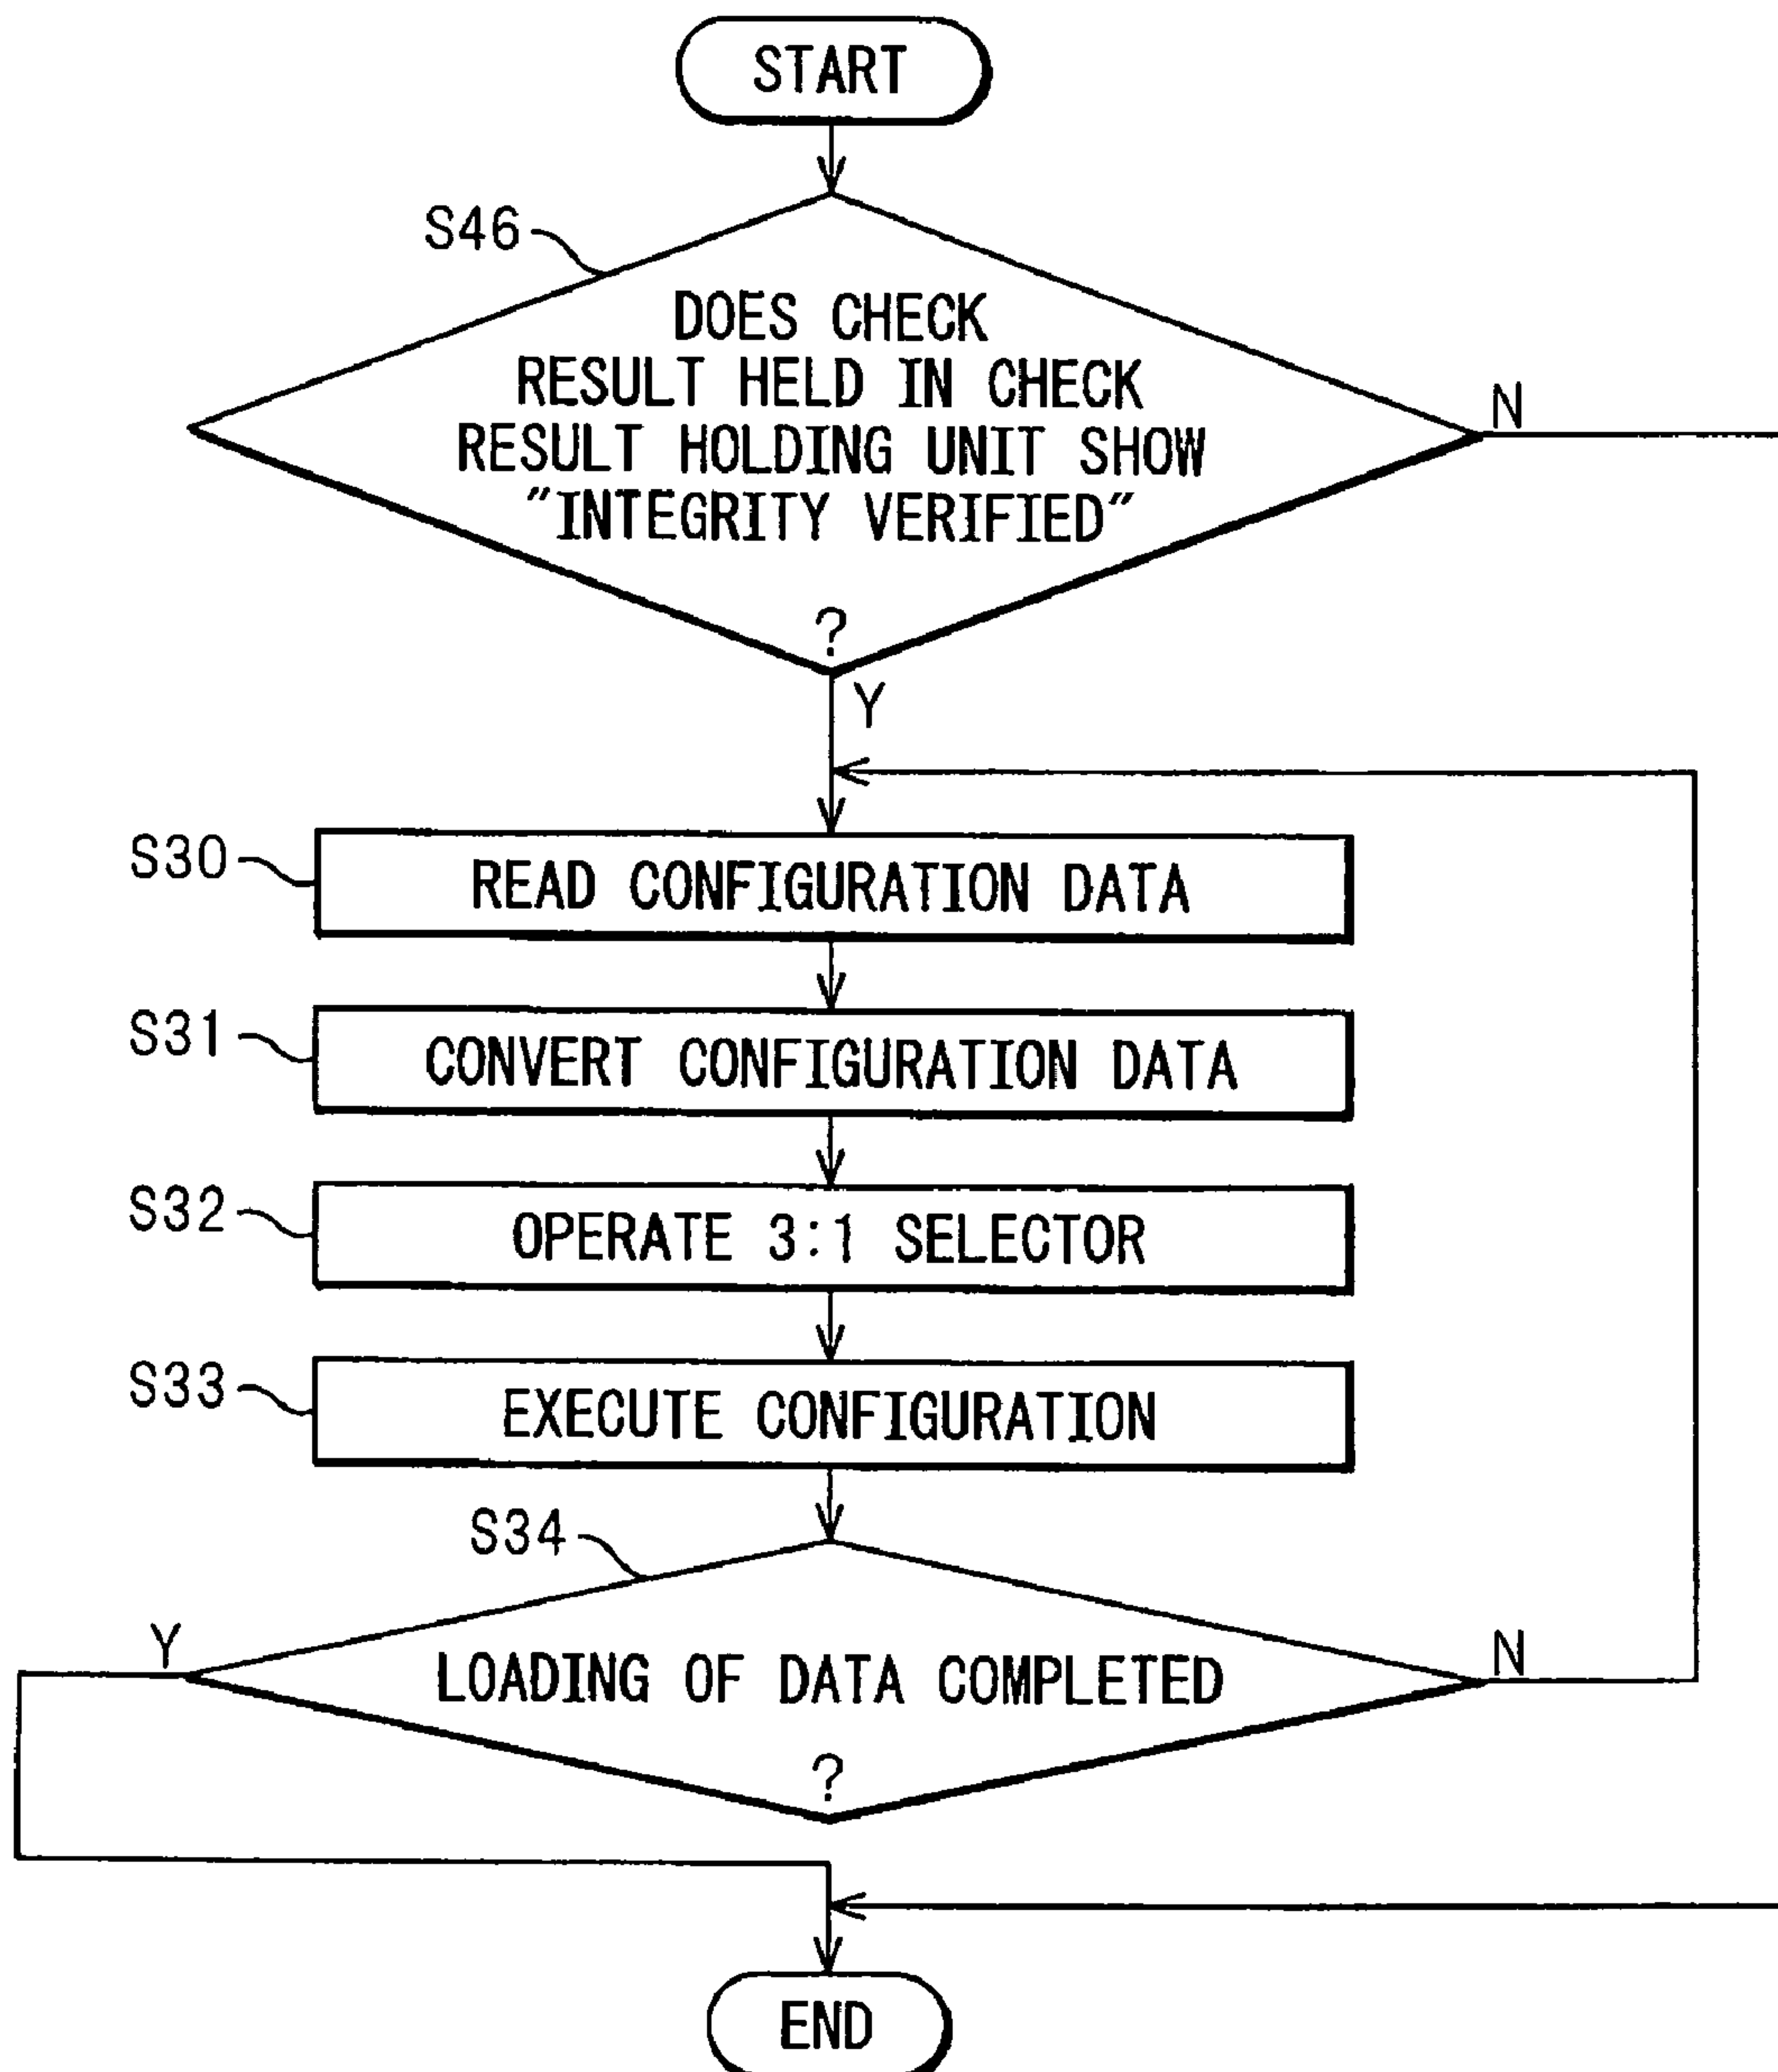 START
S46
DOES CHECK
RESULT HELD IN CHECK
RESULT HOLDING UNIT SHOW
"INTEGRITY VERIFIED"
?
N
Y
S30
READ CONFIGURATION DATA
S31
CONVERT CONFIGURATION DATA
S32
OPERATE 3:1 SELECTOR
S33
EXECUTE CONFIGURATION
S34
Y
LOADING OF DATA COMPLETED
N
?
END